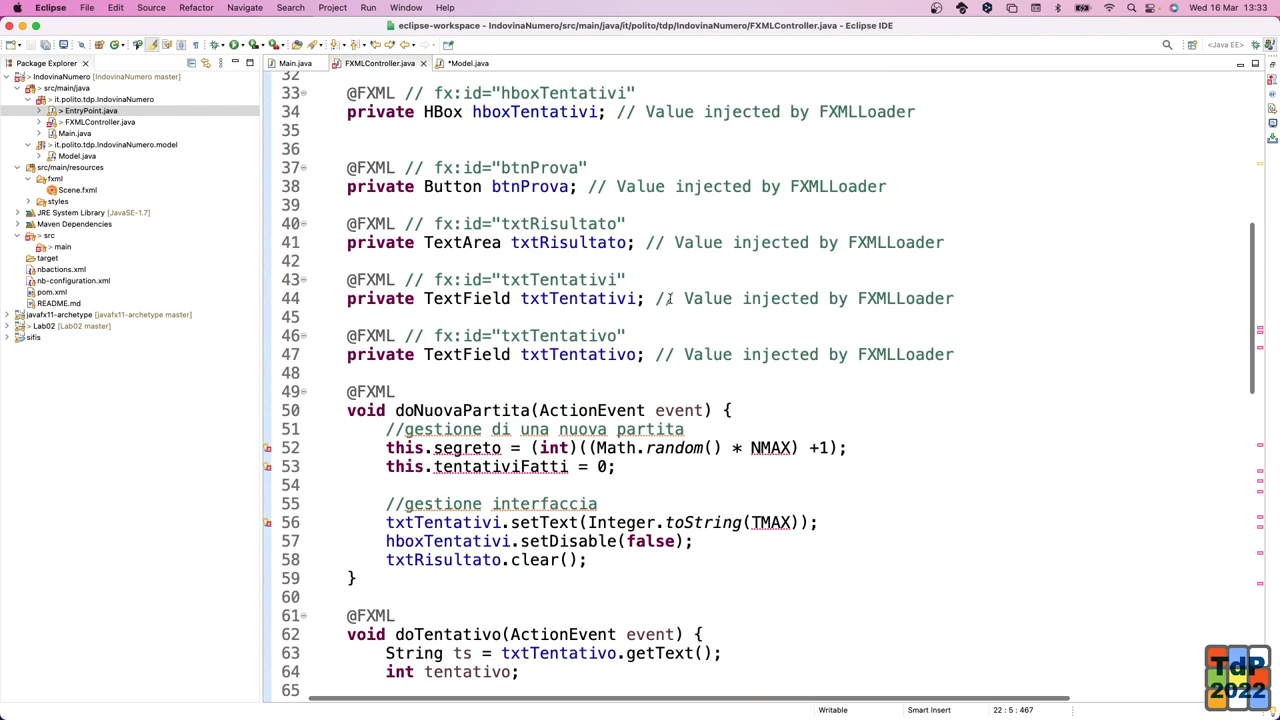 Eclipse File Edit Source Refactor Navigate Search Project Run Window Help Wed 16 Mar 13:33
eclipse-workspace - IndovinaNumero/src/main/java/it/polito/tdp/IndovinaNumero/FXMLController.java - Eclipse IDE
<Java EE>
Package Explorer
IndovinaNumero [IndovinaNumero master]
src/main/java
it.polito.tdp.IndovinaNumero
EntryPoint.java
FXMLController.java
Main.java
it.polito.tdp.IndovinaNumero.model
Model.java
src/main/resources
fxml
Scene.fxml
styles
JRE System Library [JavaSE-1.7]
Maven Dependencies
src
main
target
nbactions.xml
nb-configuration.xml
pom.xml
README.md
javafx11-archetype [javafx11-archetype master]
Lab02 [Lab02 master]
sifis
Main.java FXMLController.java *Model.java
32
33 @FXML // fx:id="hboxTentativi"
34 private HBox hboxTentativi; // Value injected by FXMLLoader
35
36
37 @FXML // fx:id="btnProva"
38 private Button btnProva; // Value injected by FXMLLoader
39
40 @FXML // fx:id="txtRisultato"
41 private TextArea txtRisultato; // Value injected by FXMLLoader
42
43 @FXML // fx:id="txtTentativi"
44 private TextField txtTentativi; // Value injected by FXMLLoader
45
46 @FXML // fx:id="txtTentativo"
47 private TextField txtTentativo; // Value injected by FXMLLoader
48
49 @FXML
50 void doNuovaPartita(ActionEvent event) {
51 //gestione di una nuova partita
52 this.segreto = (int)((Math.random() * NMAX) +1);
53 this.tentativiFatti = 0;
54
55 //gestione interfaccia
56 txtTentativi.setText(Integer.toString(TMAX));
57 hboxTentativi.setDisable(false);
58 txtRisultato.clear();
59 }
60
61 @FXML
62 void doTentativo(ActionEvent event) {
63 String ts = txtTentativo.getText();
64 int tentativo;
65
Writable Smart Insert 22 : 5 : 467
TdP
2022